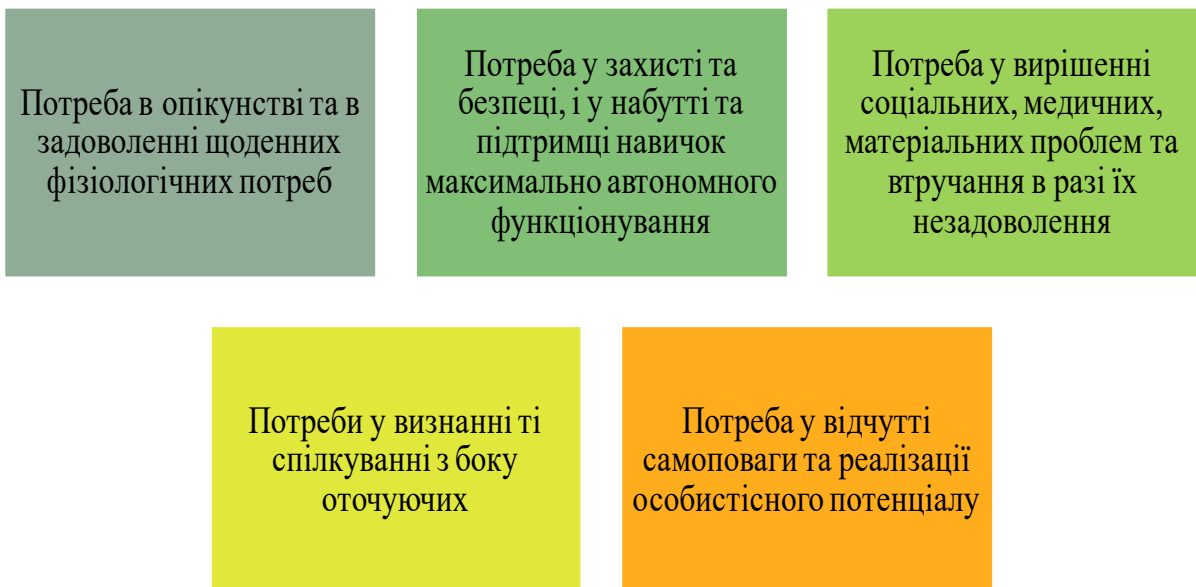 Потреба в опікунстві та в
задоволенні щоденних
фізіологічних потреб
Потреба у захисті та
безпеці, і у набутті та
підтримці навичок
максимально автономного
функціонування
Потреба у вирішенні
соціальних, медичних,
матеріальних проблем та
втручання в разі їх
незадоволення
Потреби у визнанні ті
спілкуванні з боку
оточуючих
Потреба у відчутті
самоповаги та реалізації
особистісного потенціалу